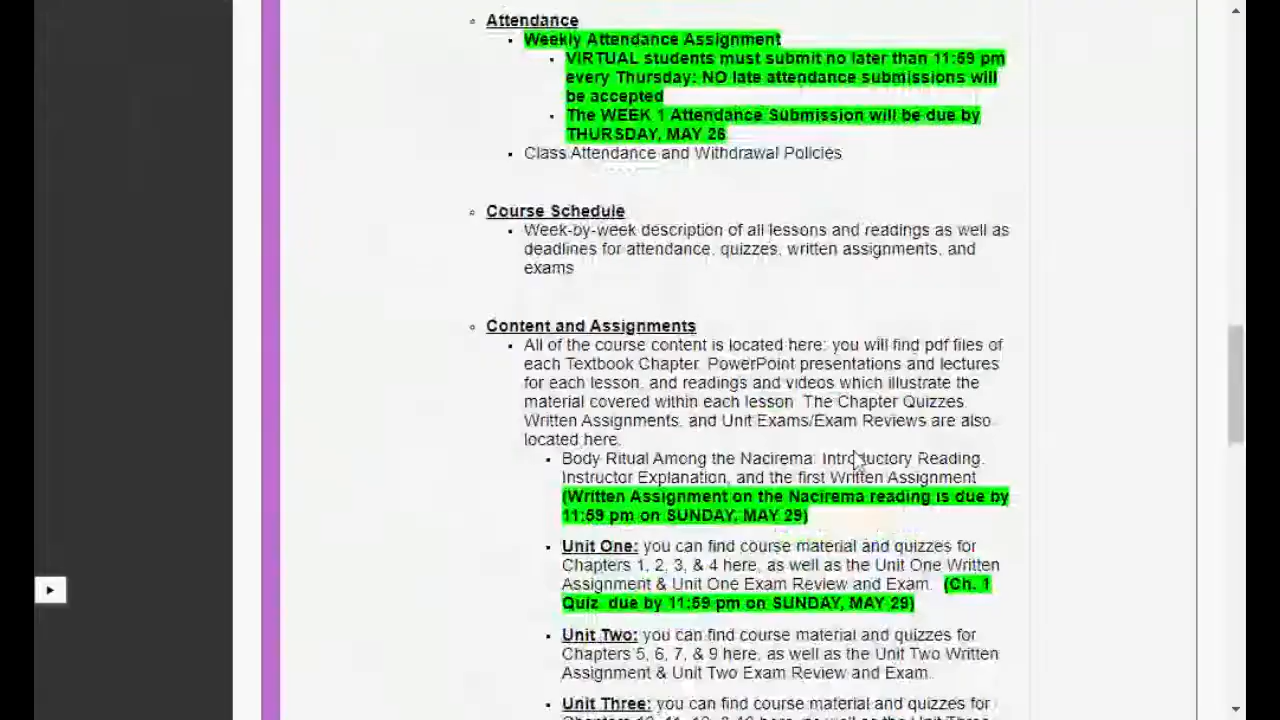 Attendance
Weekly Attendance Assignment
VIRTUAL students must submit no later than 11:59 pm
every Thursday; NO late attendance submissions will
be accepted
The WEEK 1 Attendance Submission will be due by
THURSDAY, MAY 26
Class Attendance and Withdrawal Policies
Course Schedule
Week-by-week description of all lessons and readings as well as
deadlines for attendance, quizzes, written assignments, and
exams
Content and Assignments
All of the course content is located here; you will find pdf files of
each Textbook Chapter, PowerPoint presentations and lectures
for each lesson, and readings and videos which illustrate the
material covered within each lesson. The Chapter Quizzes,
Written Assignments, and Unit Exams/Exam Reviews are also
located here.
Body Ritual Among the Nacirema: Introductory Reading,
Instructor Explanation, and the first Written Assignment
(Written Assignment on the Nacirema reading is due by
11:59 pm on SUNDAY, MAY 29)
Unit One: you can find course material and quizzes for
Chapters 1, 2, 3, & 4 here, as well as the Unit One Written
Assignment & Unit One Exam Review and Exam. (Ch. 1
Quiz due by 11:59 pm on SUNDAY, MAY 29)
Unit Two: you can find course material and quizzes for
Chapters 5, 6, 7, & 9 here, as well as the Unit Two Written
Assignment & Unit Two Exam Review and Exam.
Unit Three: you can find course material and quizzes for